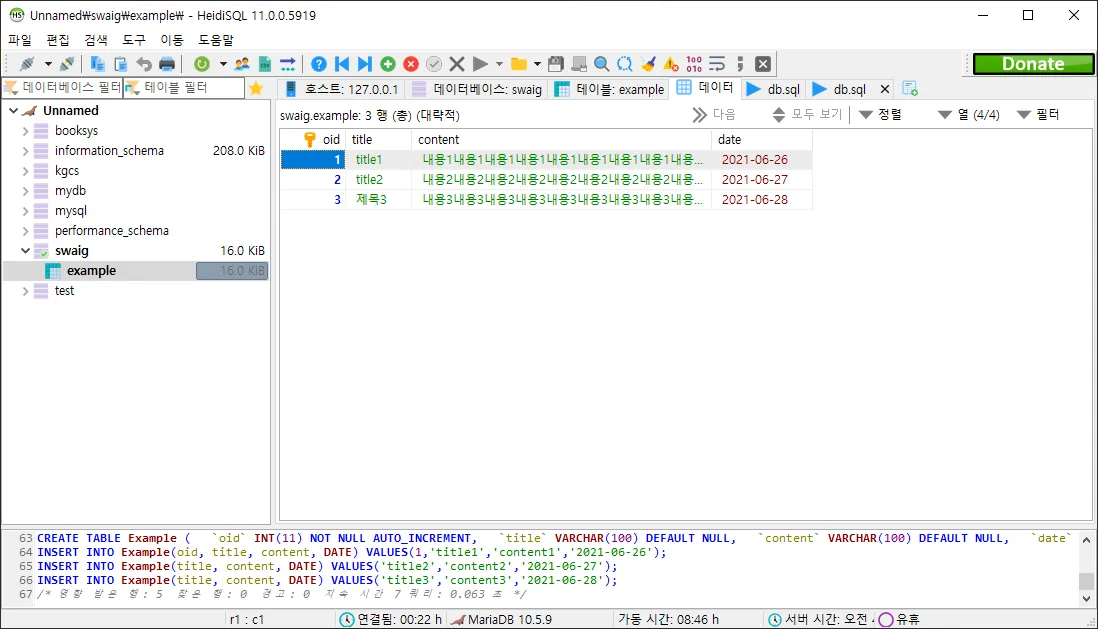 Unnamed\swaig\example\ - HeidiSQL 11.0.0.5919
파일 편집 검색 도구 이동 도움말
Donate
데이터베이스 필터 테이블 필터
호스트: 127.0.0.1 데이터베이스: swaig 테이블: example 데이터 db.sql db.sql
swaig.example: 3 행 (총) (대략적) 다음 모두 보기 정렬 열 (4/4) 필터
Unnamed
booksys
information_schema 208.0 KiB
kgcs
mydb
mysql
performance_schema
swaig 16.0 KiB
example 16.0 KiB
test
oid title content date
1 title1 내용1내용1내용1내용1내용1내용1내용1내용1내용... 2021-06-26
2 title2 내용2내용2내용2내용2내용2내용2내용2내용2내용... 2021-06-27
3 제목3 내용3내용3내용3내용3내용3내용3내용3내용3내용... 2021-06-28
63 CREATE TABLE Example ( `oid` INT(11) NOT NULL AUTO_INCREMENT, `title` VARCHAR(100) DEFAULT NULL, `content` VARCHAR(100) DEFAULT NULL, `date`
64 INSERT INTO Example(oid, title, content, DATE) VALUES(1,'title1','content1','2021-06-26');
65 INSERT INTO Example(title, content, DATE) VALUES('title2','content2','2021-06-27');
66 INSERT INTO Example(title, content, DATE) VALUES('title3','content3','2021-06-28');
67 /* 영향 받은 행: 5 찾은 행: 0 경고: 0 지속 시간 7 쿼리: 0.063 초 */
r1 : c1 연결됨: 00:22 h MariaDB 10.5.9 가동 시간: 08:46 h 서버 시간: 오전 유휴